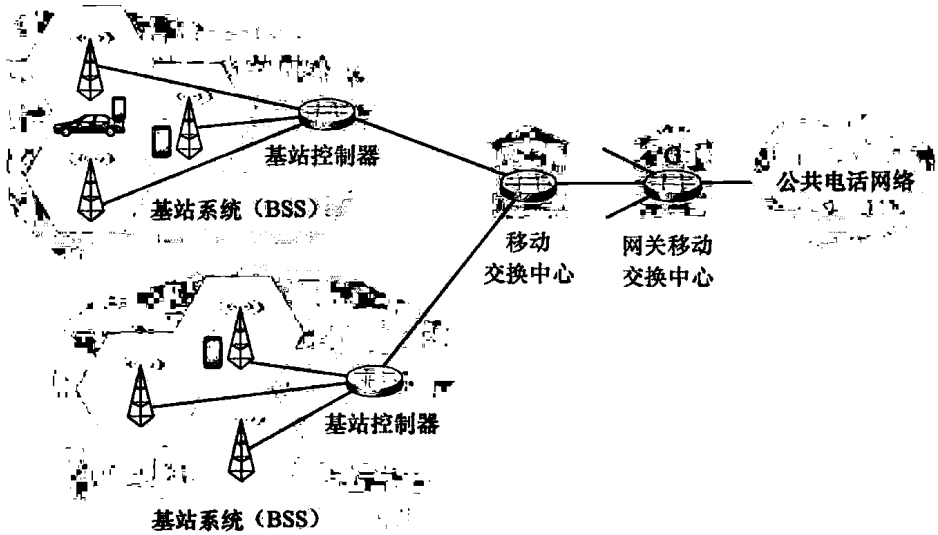 基站控制器
基站系统（BSS）
移动
交换中心
G
网关移动
交换中心
公共电话网络
基站控制器
基站系统（BSS）